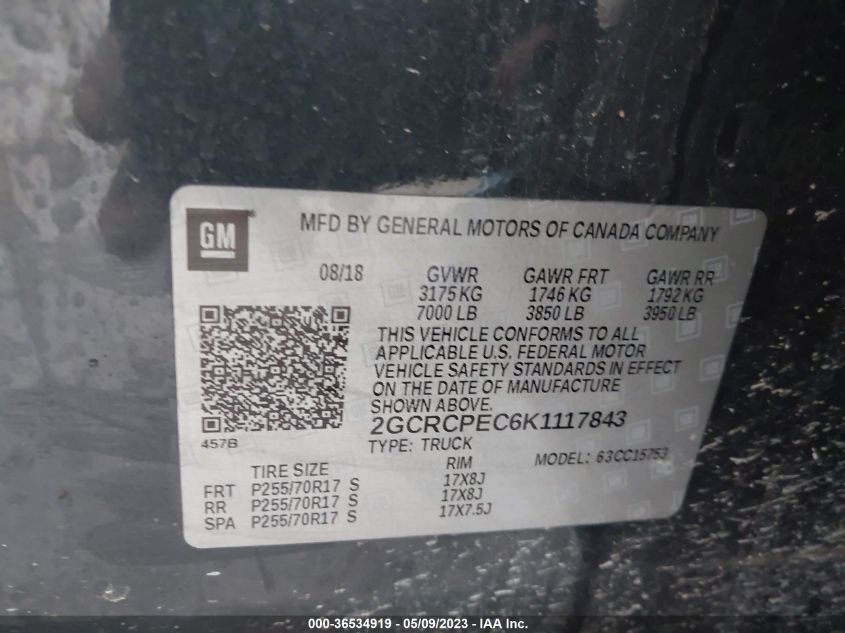 GM MFD BY GENERAL MOTORS OF CANADA COMPANY
08/18 GVWR GAWR FRT GAWR RR
3175 KG 1746 KG 1792 KG
7000 LB 3850 LB 3950 LB
THIS VEHICLE CONFORMS TO ALL
APPLICABLE U.S. FEDERAL MOTOR
VEHICLE SAFETY STANDARDS IN EFFECT
ON THE DATE OF MANUFACTURE
SHOWN ABOVE.
2GCRCPEC6K1117843
457B
TYPE: TRUCK MODEL: 63CC15753
TIRE SIZE RIM
FRT P255/70R17 S 17X8J
RR P255/70R17 S 17X8J
SPA P255/70R17 S 17X7.5J
000-36534919 - 05/09/2023 - IAA Inc.